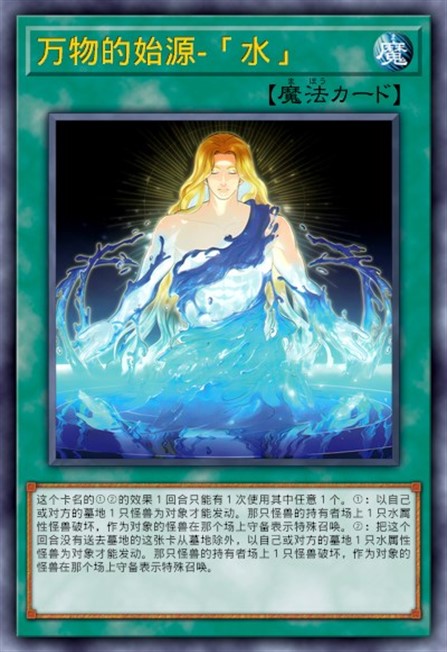 万物的始源-「水」
魔
まほう
【魔法カード】
这个卡名的①②的效果1回合只能有1次使用其中任意1个。①：以自己
或对方的墓地1只怪兽为对象才能发动。那只怪兽的持有者场上1只水属
性怪兽破坏，作为对象的怪兽在那个场上守备表示特殊召唤。②：把这个
回合没有送去墓地的这张卡从墓地除外，以自己或对方的墓地1只水属性
怪兽为对象才能发动。那只怪兽的持有者场上1只怪兽破坏，作为对象的
怪兽在那个场上守备表示特殊召唤。